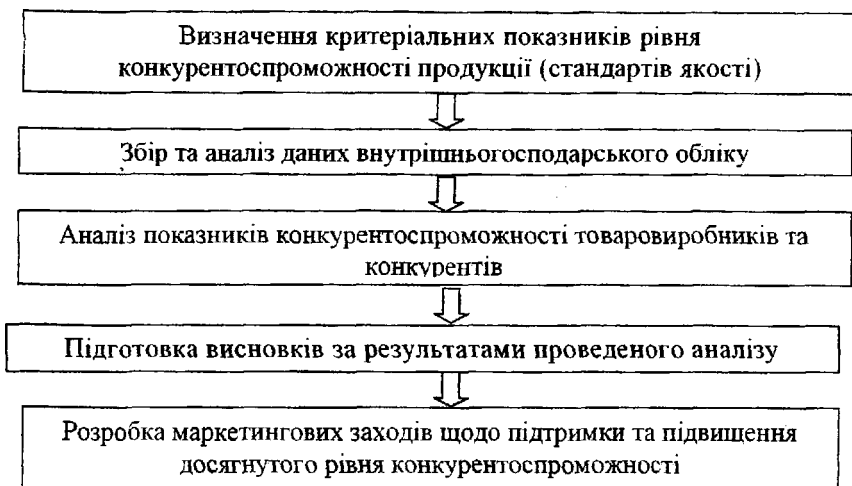 Визначення критеріальних показників рівня
конкурентоспроможності продукції (стандартів якості)
Збір та аналіз даних внутрішньогосподарського обліку
Аналіз показників конкурентоспроможності товаровиробників та
конкурентів
Підготовка висновків за результатами проведеного аналізу
Розробка маркетингових заходів щодо підтримки та підвищення
досягнутого рівня конкурентоспроможності